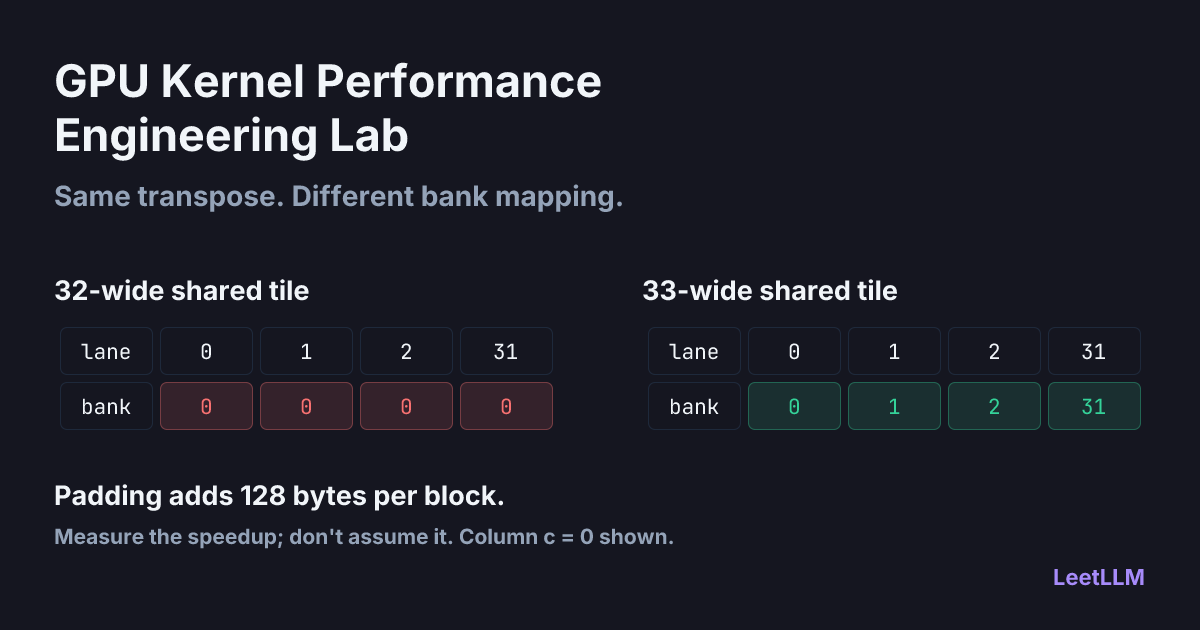 GPU Kernel Performance
Engineering Lab
Same transpose. Different bank mapping.
32-wide shared tile
lane 0 1 2 31
bank 0 0 0 0
33-wide shared tile
lane 0 1 2 31
bank 0 1 2 31
Padding adds 128 bytes per block.
Measure the speedup; don't assume it. Column c = 0 shown.
LeetLLM